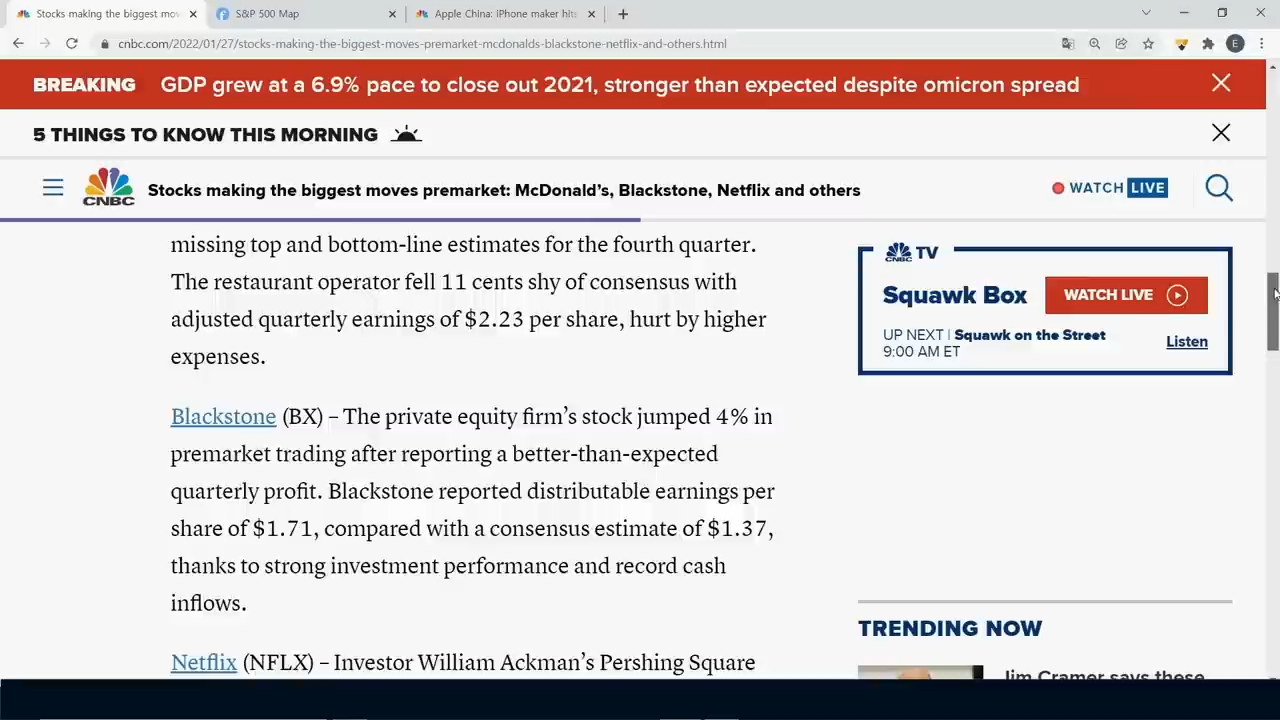 Stocks making the biggest mov
S&P 500 Map
Apple China: iPhone maker hits
cnbc.com/2022/01/27/stocks-making-the-biggest-moves-premarket-mcdonalds-blackstone-netflix-and-others.html
E
BREAKING GDP grew at a 6.9% pace to close out 2021, stronger than expected despite omicron spread
5 THINGS TO KNOW THIS MORNING
CNBC
Stocks making the biggest moves premarket: McDonald's, Blackstone, Netflix and others
WATCH LIVE
missing top and bottom-line estimates for the fourth quarter.
The restaurant operator fell 11 cents shy of consensus with
adjusted quarterly earnings of $2.23 per share, hurt by higher
expenses.
Blackstone (BX) – The private equity firm’s stock jumped 4% in
premarket trading after reporting a better-than-expected
quarterly profit. Blackstone reported distributable earnings per
share of $1.71, compared with a consensus estimate of $1.37,
thanks to strong investment performance and record cash
inflows.
Netflix (NFLX) – Investor William Ackman’s Pershing Square
CNBC TV
Squawk Box
WATCH LIVE
UP NEXT | Squawk on the Street
9:00 AM ET
Listen
TRENDING NOW
Jim Cramer says these